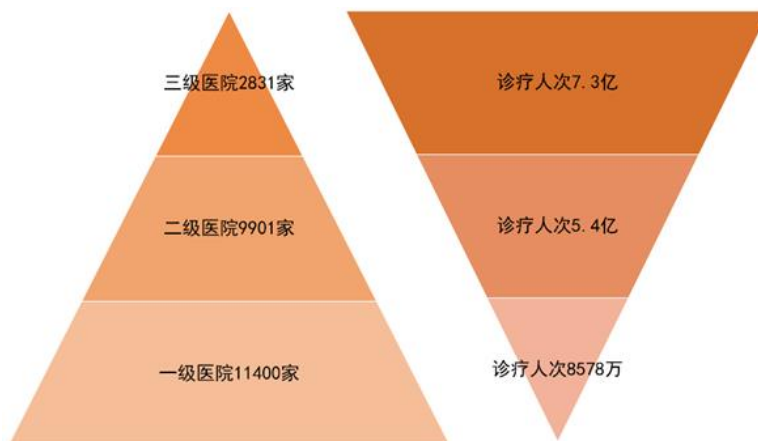 三级医院2831家
诊疗人次7.3亿
二级医院9901家
诊疗人次5.4亿
一级医院11400家
诊疗人次8578万